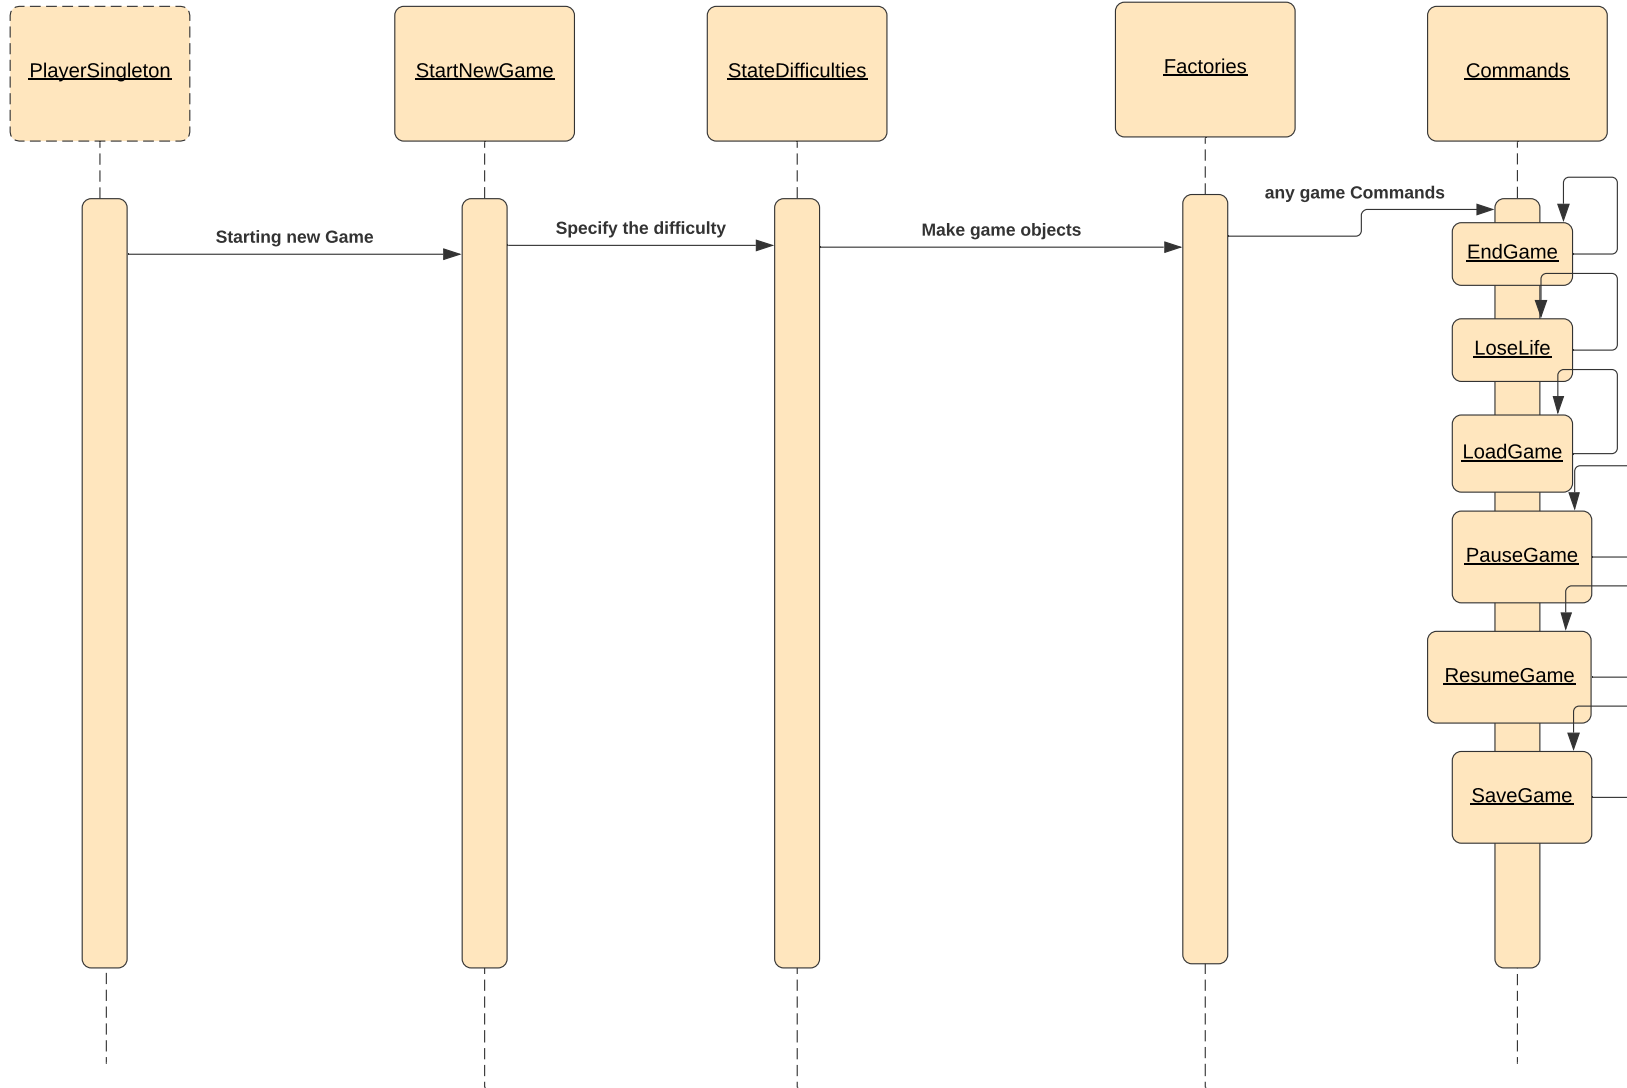 PlayerSingleton
StartNewGame
StateDifficulties
Factories
Commands
Starting new Game
Specify the difficulty
Make game objects
any game Commands
EndGame
LoseLife
LoadGame
PauseGame
ResumeGame
SaveGame